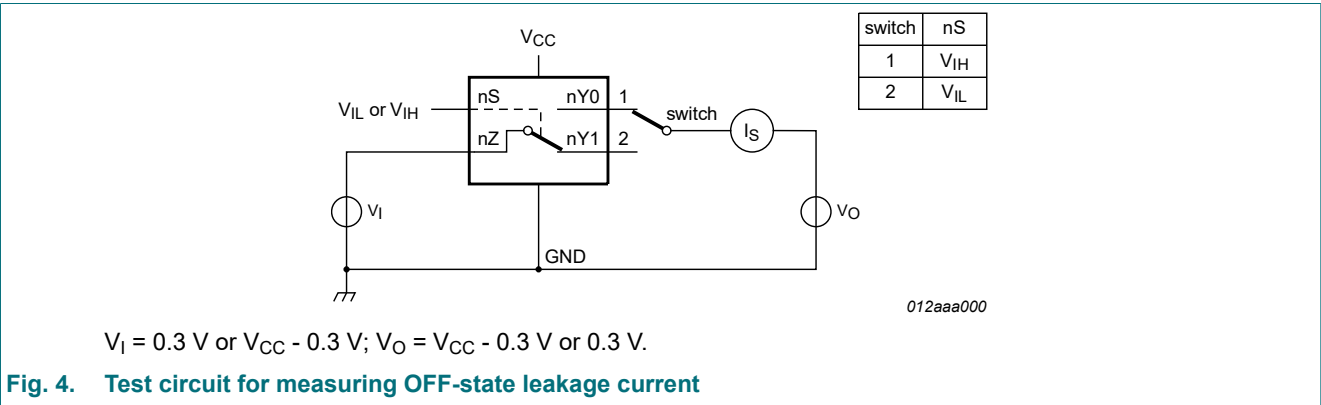 VCC
switch nS
1 VIH
2 VIL
VIL or VIH
nS nY0 1
switch
nZ nY1 2
IS
VI
VO
GND
012aaa000
VI = 0.3 V or VCC - 0.3 V; VO = VCC - 0.3 V or 0.3 V.
Fig. 4. Test circuit for measuring OFF-state leakage current